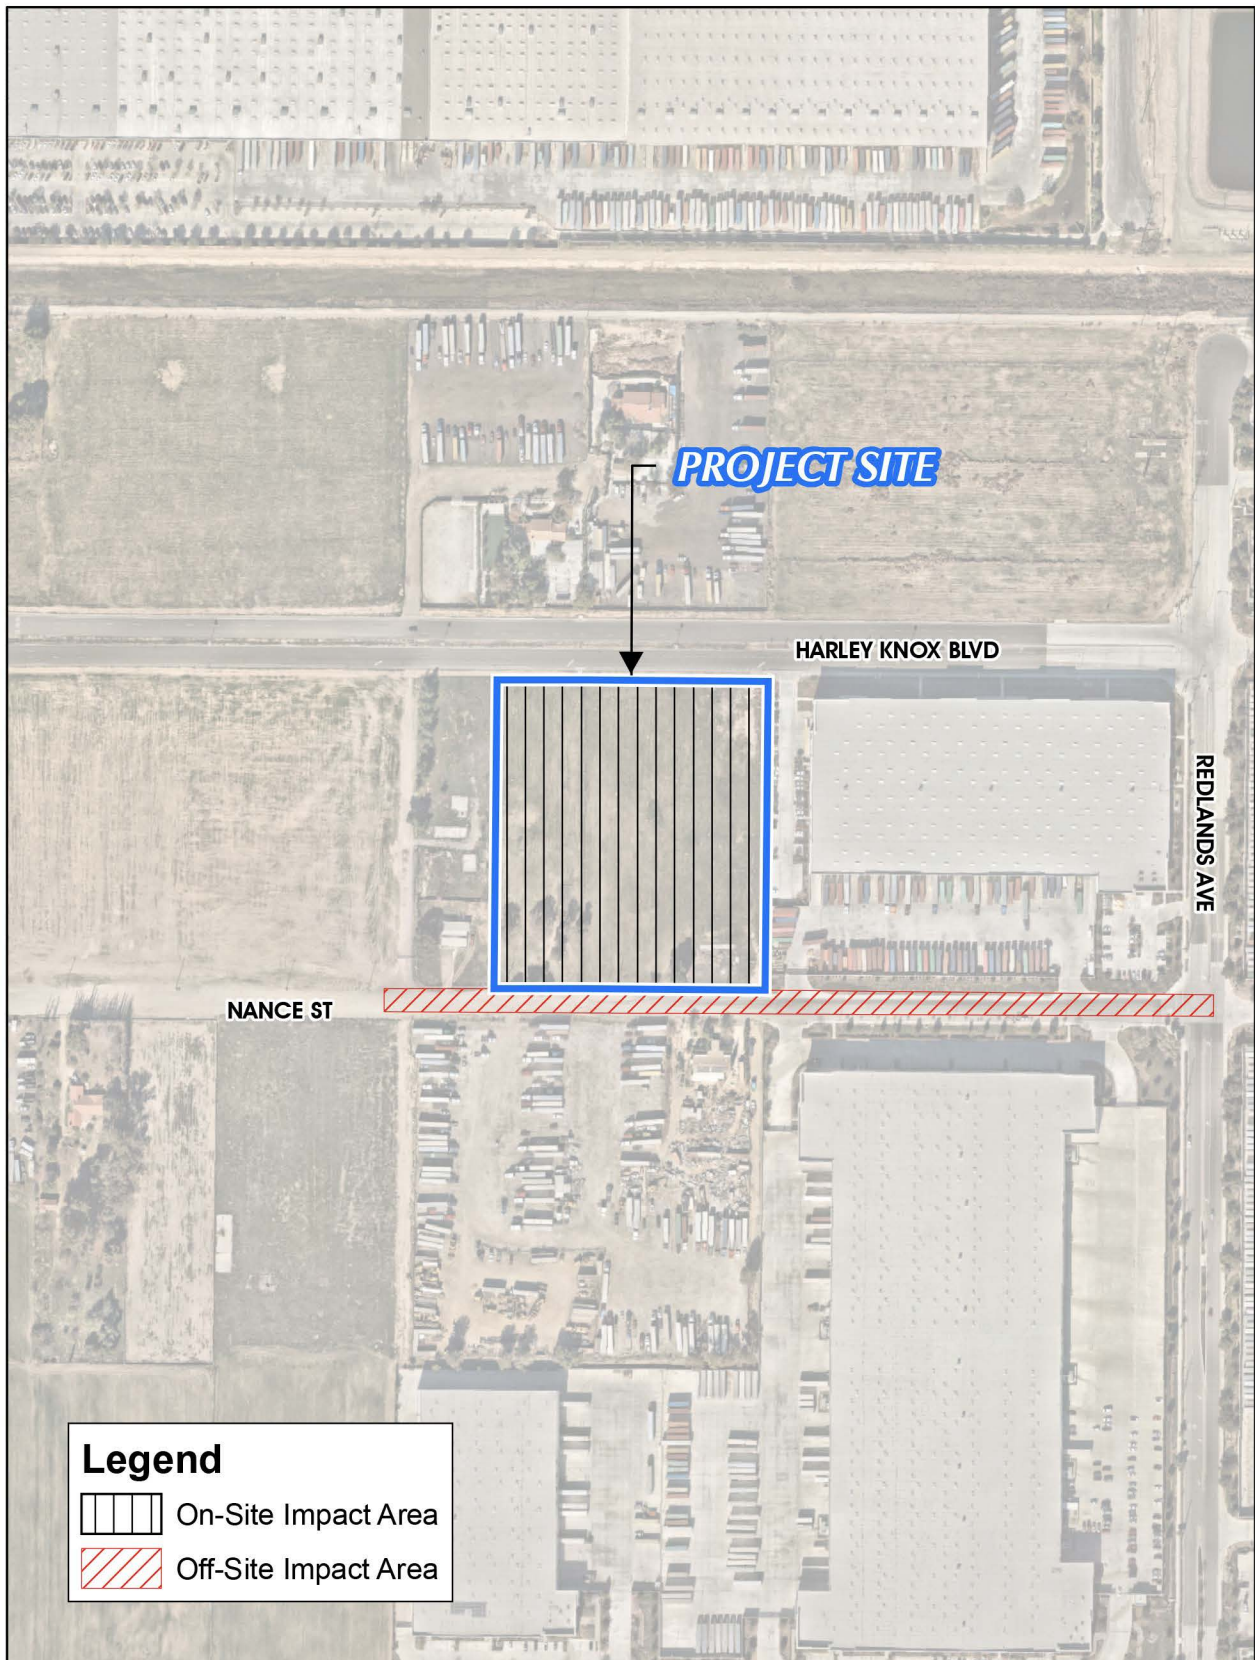 PROJECT SITE
HARLEY KNOX BLVD
REDLANDS AVE
NANCE ST
Legend
On-Site Impact Area
Off-Site Impact Area